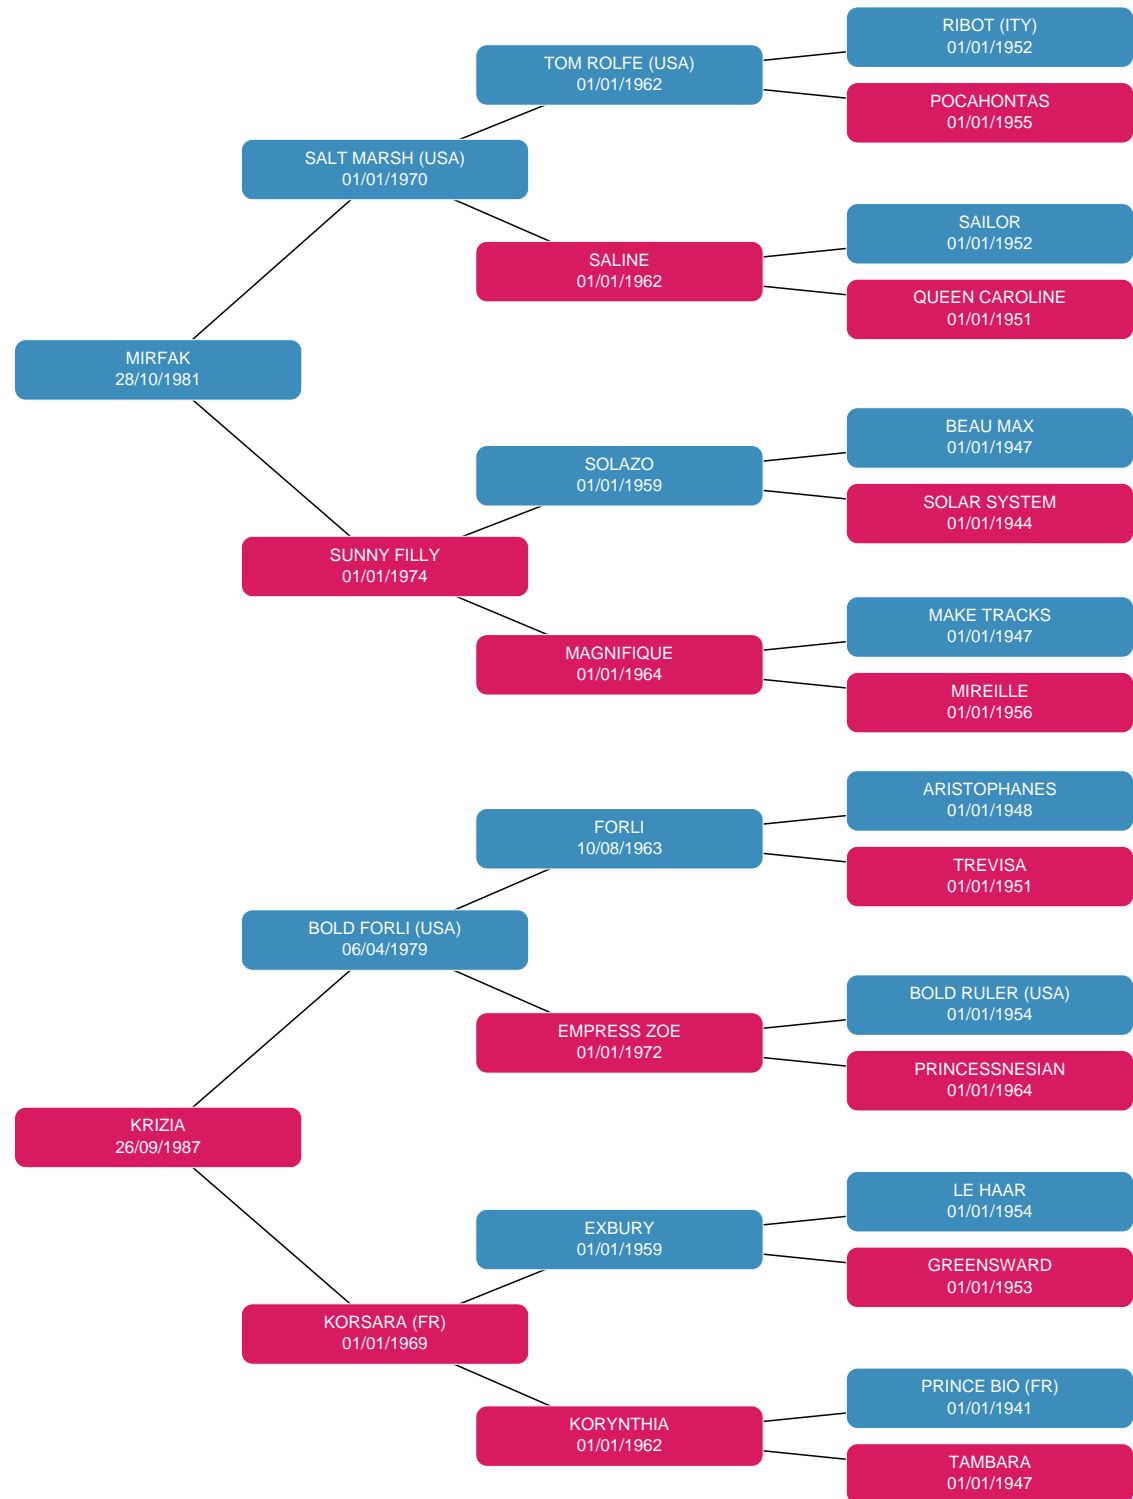 RIBOT (ITY)
01/01/1952
TOM ROLFE (USA)
01/01/1962
POCAHONTAS
01/01/1955
SALT MARSH (USA)
01/01/1970
SAILOR
01/01/1952
SALINE
01/01/1962
QUEEN CAROLINE
01/01/1951
MIRFAK
28/10/1981
BEAU MAX
01/01/1947
SOLAZO
01/01/1959
SOLAR SYSTEM
01/01/1944
SUNNY FILLY
01/01/1974
MAKE TRACKS
01/01/1947
MAGNIFIQUE
01/01/1964
MIREILLE
01/01/1956
ARISTOPHANES
01/01/1948
FORLI
10/08/1963
TREVISA
01/01/1951
BOLD FORLI (USA)
06/04/1979
BOLD RULER (USA)
01/01/1954
EMPRESS ZOE
01/01/1972
PRINCESSNESIAN
01/01/1964
KRIZIA
26/09/1987
LE HAAR
01/01/1954
EXBURY
01/01/1959
GREENSWARD
01/01/1953
KORSARA (FR)
01/01/1969
PRINCE BIO (FR)
01/01/1941
KORYNTHIA
01/01/1962
TAMBARA
01/01/1947